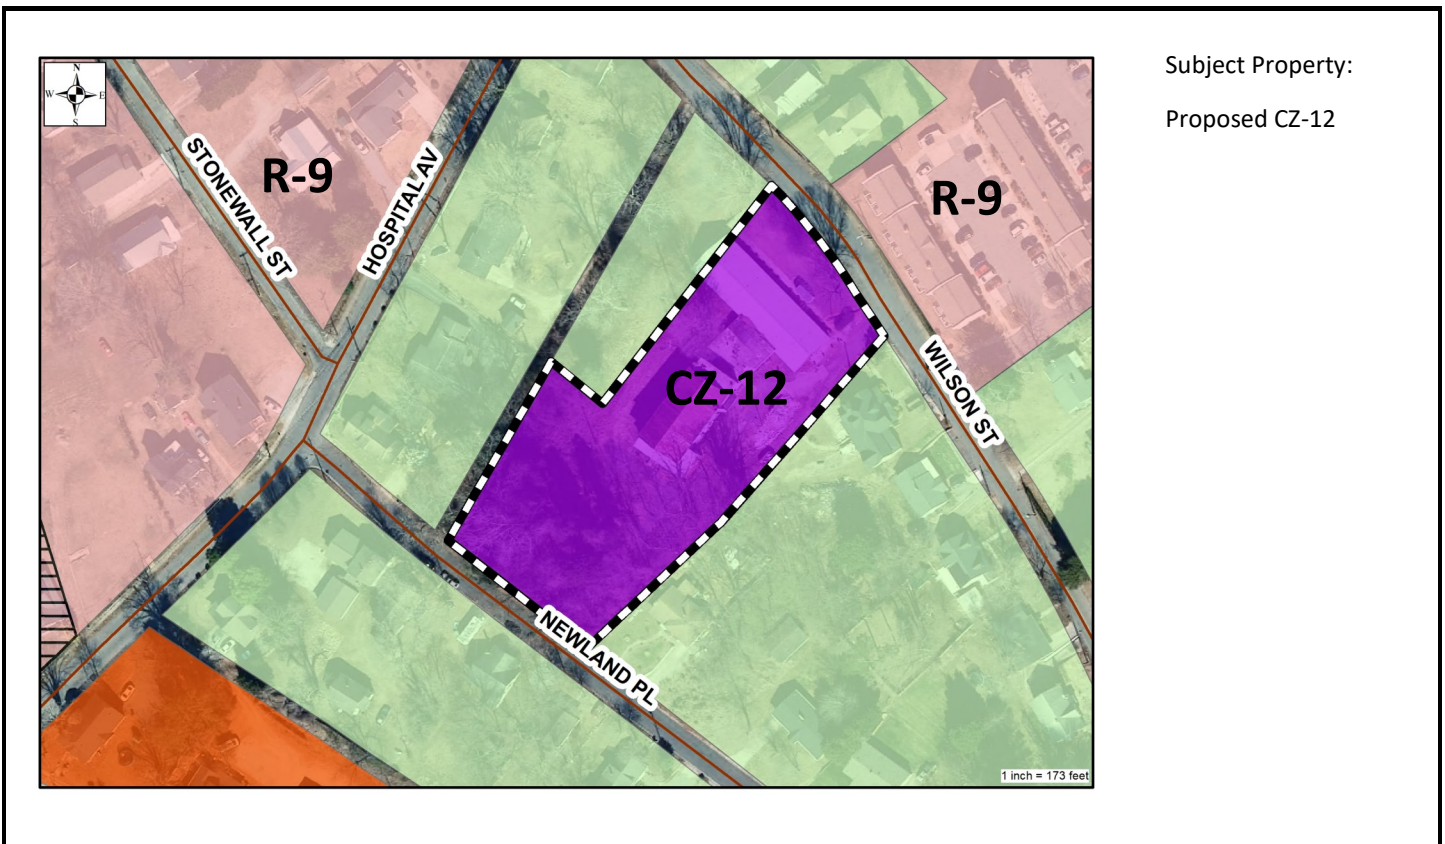 Subject Property:
Proposed CZ-12
N
W E
S
STONEWALL ST
R-9
HOSPITAL AV
R-9
CZ-12
WILSON ST
NEWLAND PL
1 inch = 173 feet